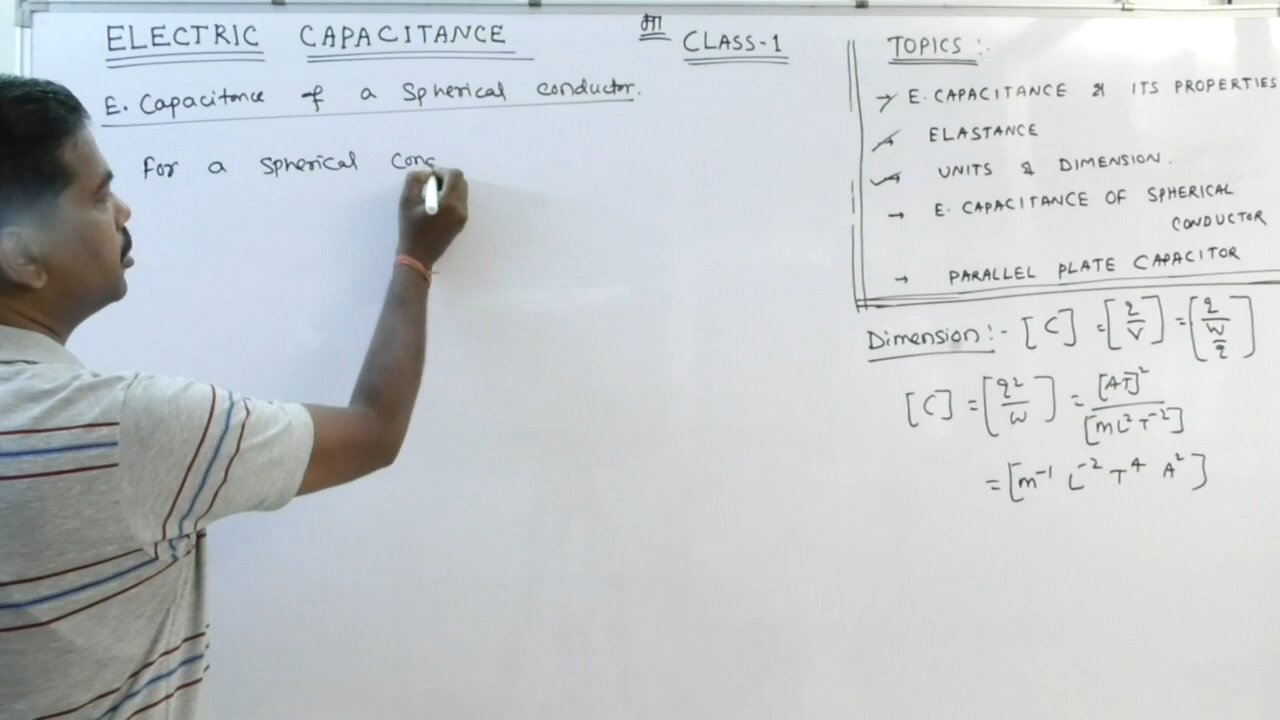 ELECTRIC CAPACITANCE
मा
CLASS-1
E. Capacitance of a Spherical conductor.
For a spherical cond
TOPICS :-
→ E. CAPACITANCE & ITS PROPERTIES
ELASTANCE
UNITS & DIMENSION.
→ E. CAPACITANCE OF SPHERICAL
CONDUCTOR
→ PARALLEL PLATE CAPACITOR
Dimension :- [C] = [q/V] = [q/(W/q)]
[C] = [q²/W] = [AT]²/[ML²T⁻²]
= [M⁻¹ L⁻² T⁴ A²]